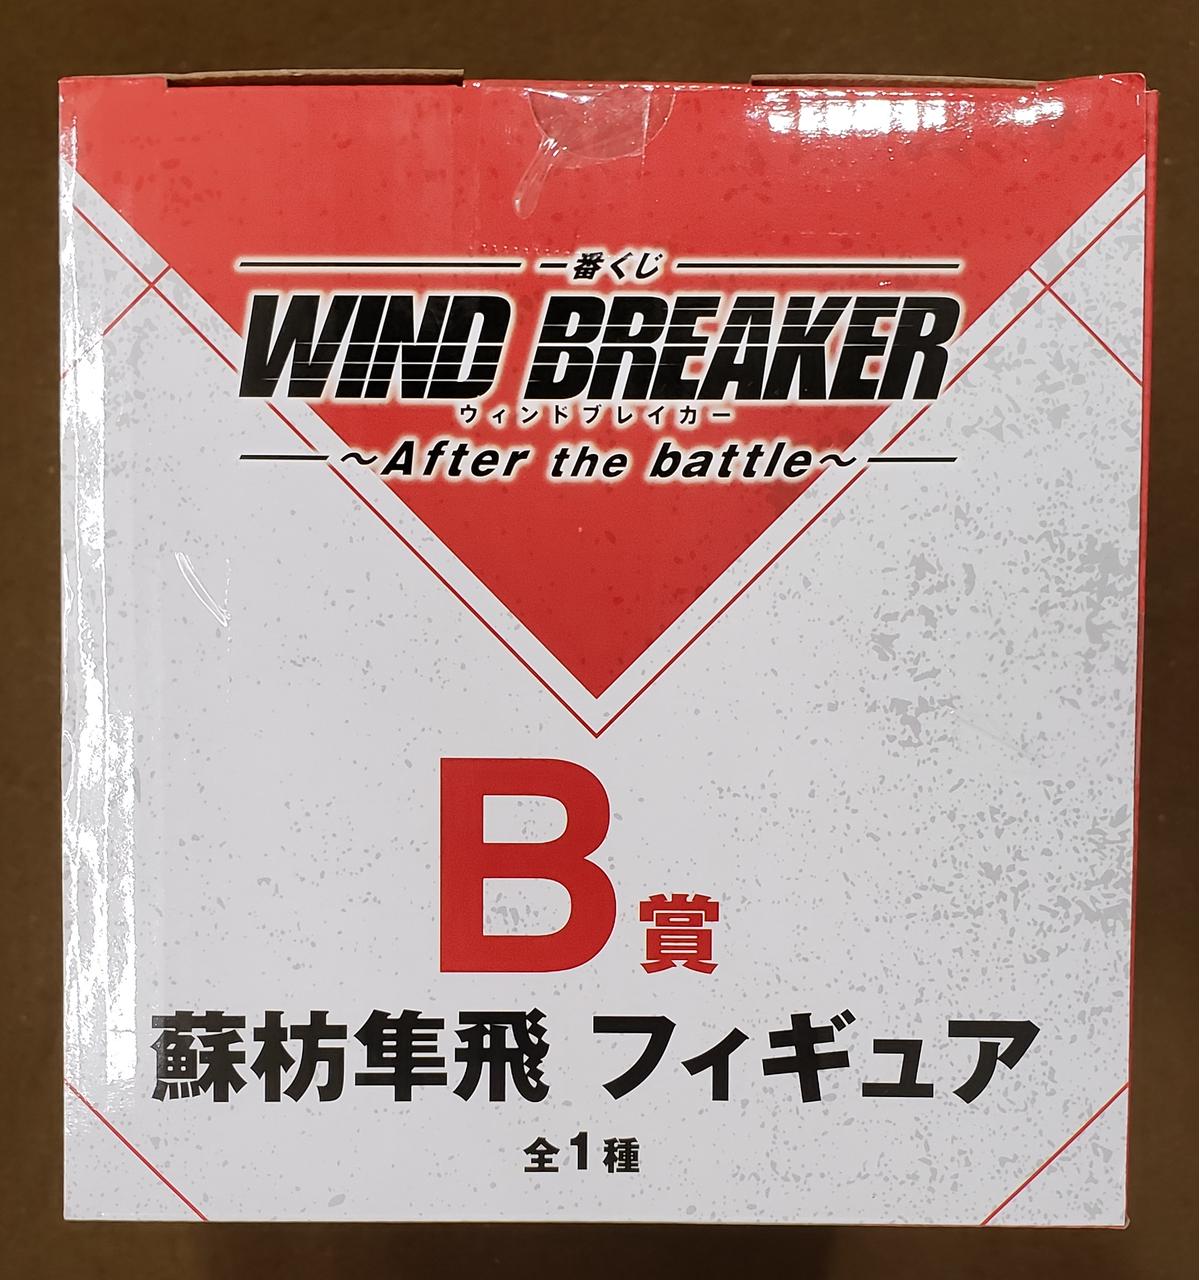 一番くじ
WIND BREAKER
ウィンドブレイカー
～After the battle～
B賞
蘇枋隼飛 フィギュア
全1種